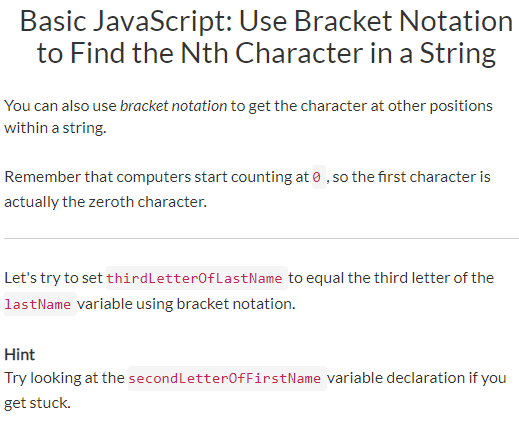 Basic JavaScript: Use Bracket Notation
to Find the Nth Character in a String
You can also use bracket notation to get the character at other positions
within a string.
Remember that computers start counting at 0 , so the first character is
actually the zeroth character.
Let's try to set thirdLetterOfLastName to equal the third letter of the
lastName variable using bracket notation.
Hint
Try looking at the secondLetterOfFirstName variable declaration if you
get stuck.